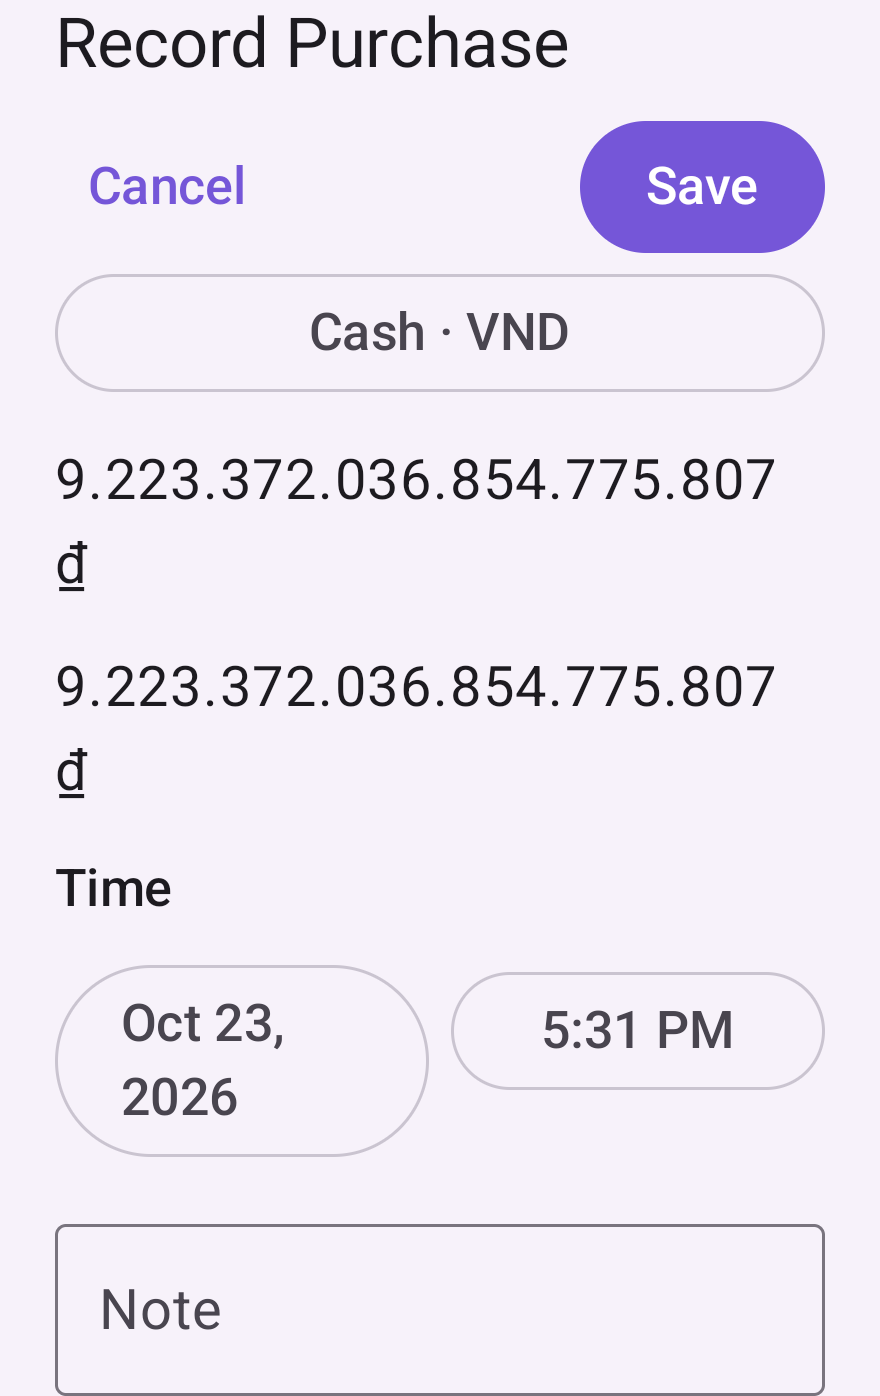 Record Purchase
Cancel
Save
Cash · VND
9.223.372.036.854.775.807
₫
9.223.372.036.854.775.807
₫
Time
Oct 23,
2026
5:31 PM
Note